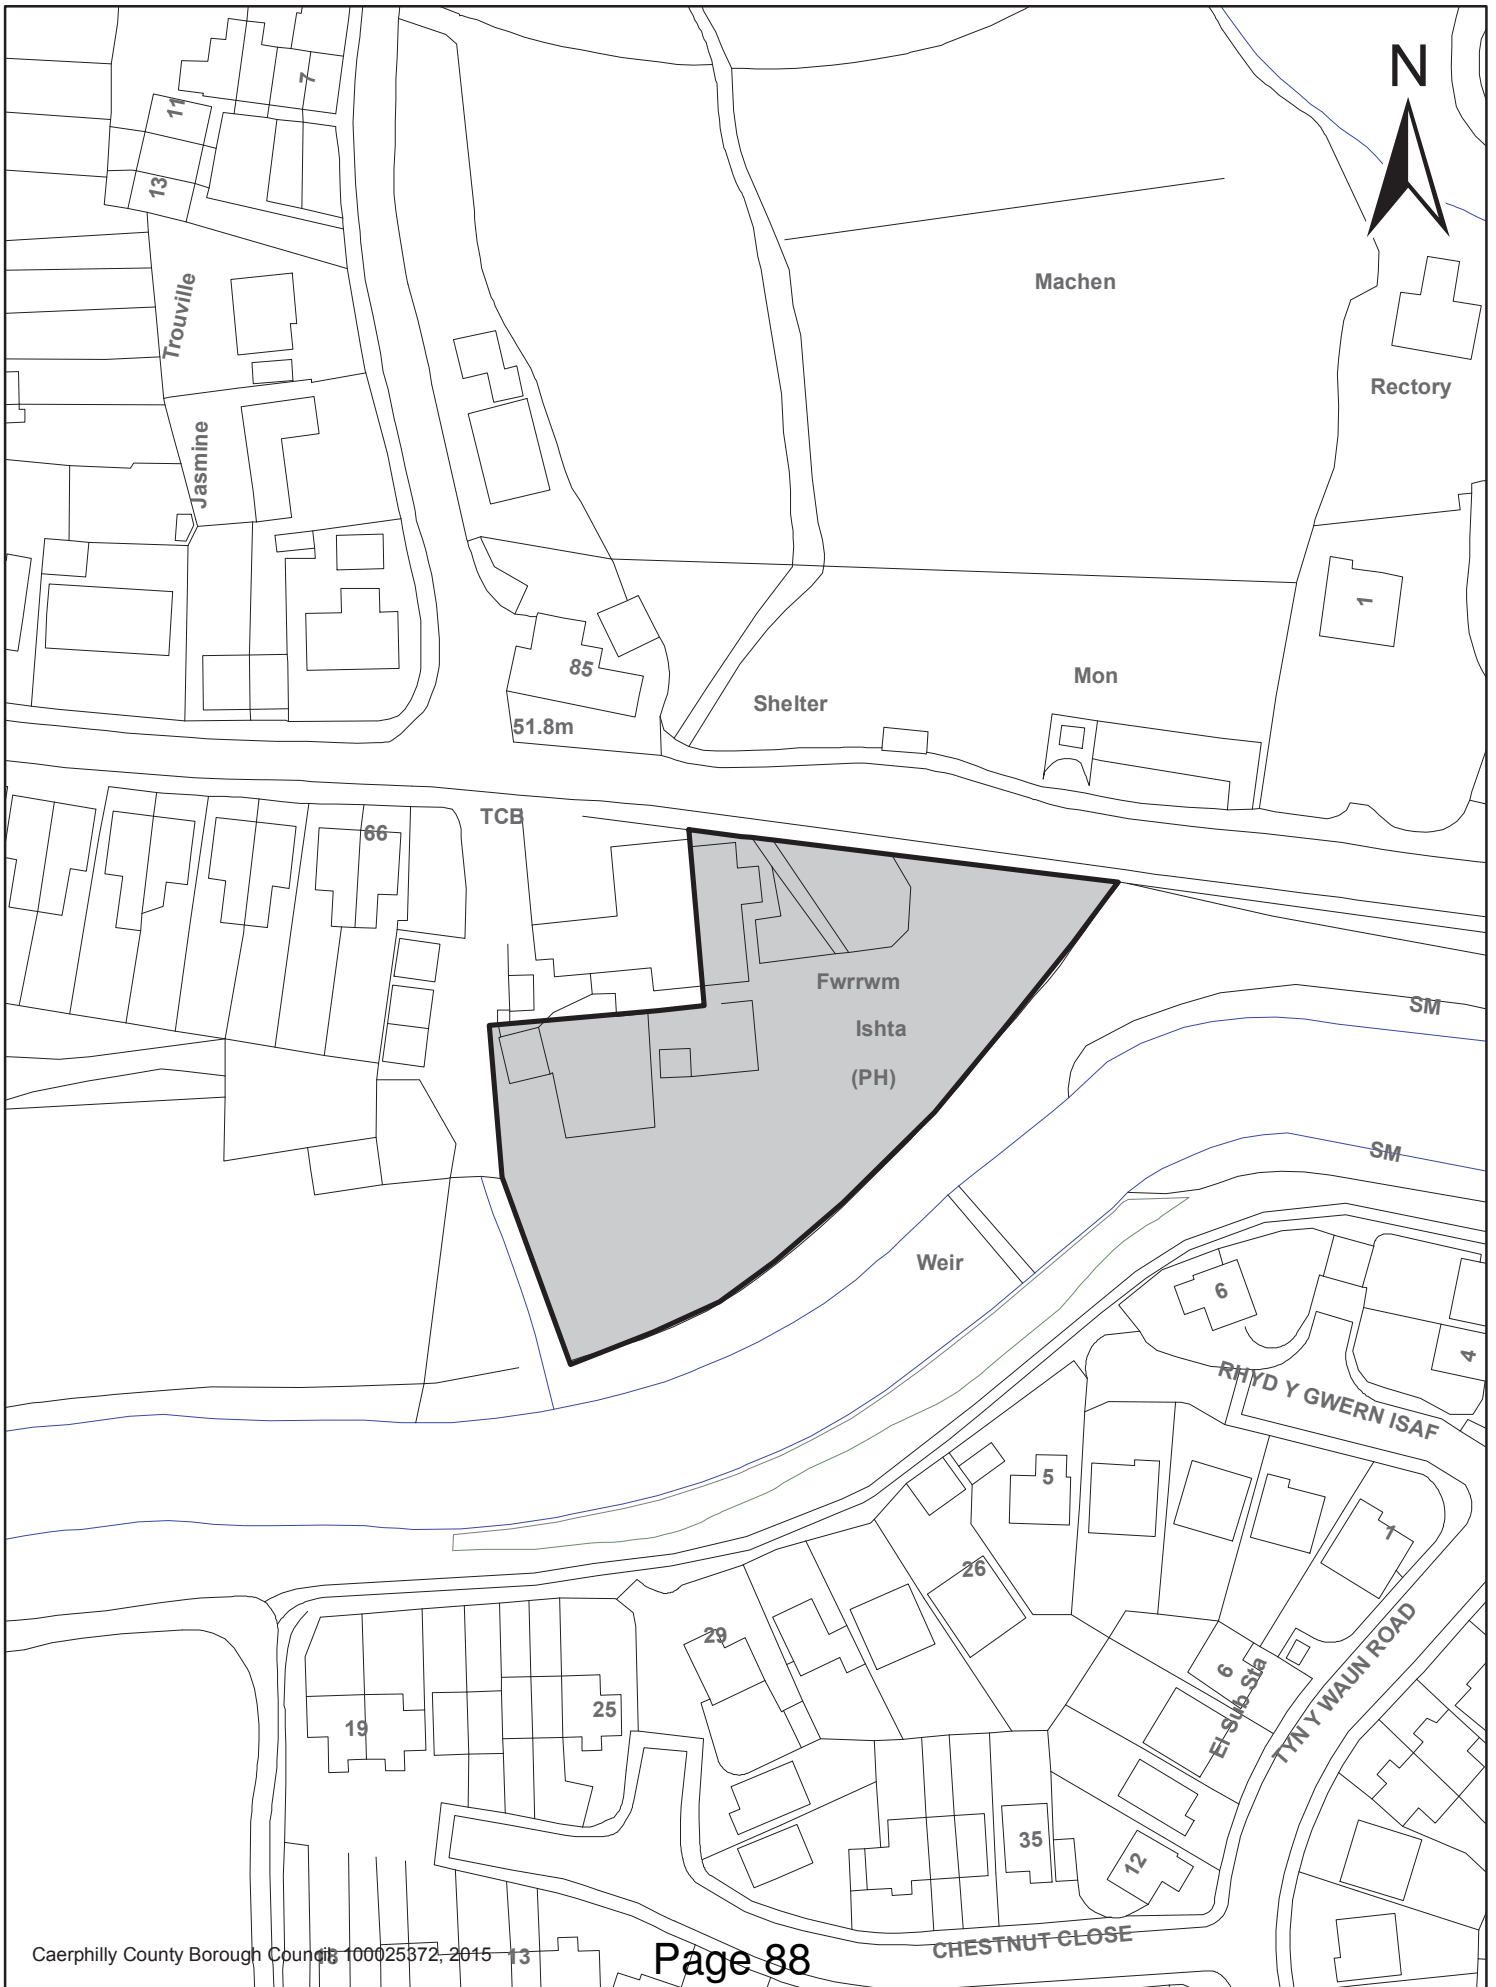 N
7
11
13
Machen
Trouville
Rectory
Jasmine
1
85
Mon
Shelter
51.8m
TCB
66
Fwrrwm
Ishta
(PH)
SM
SM
Weir
6
4
RHYD Y GWERN ISAF
5
1
26
29
6
El Sub Sta
TYN Y WAUN ROAD
25
19
35
12
CHESTNUT CLOSE
Caerphilly County Borough Council, 100025372, 2015
18
13
Page 88